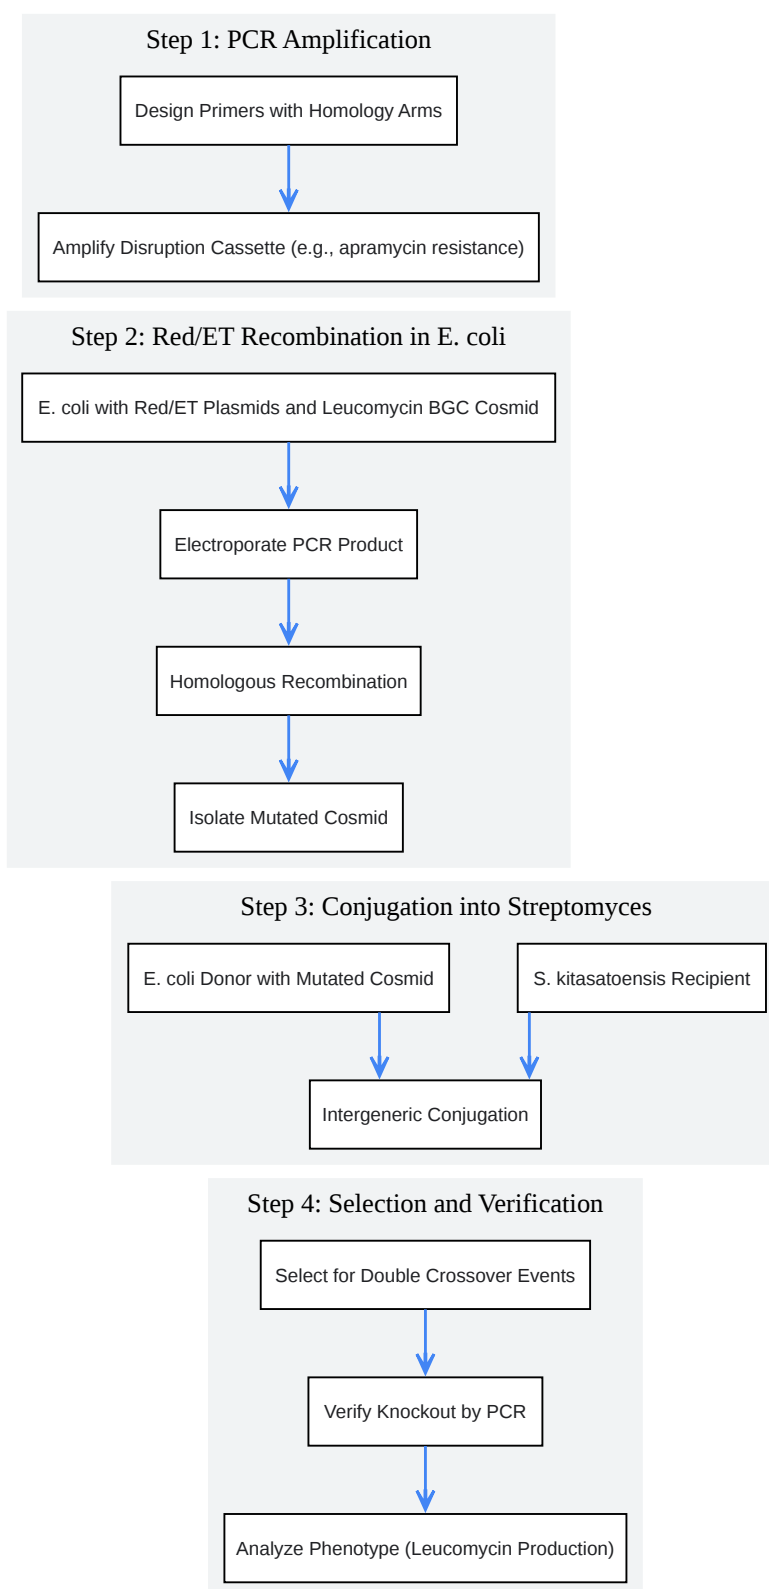 Step 1: PCR Amplification
Design Primers with Homology Arms
Amplify Disruption Cassette (e.g., apramycin resistance)
Step 2: Red/ET Recombination in E. coli
E. coli with Red/ET Plasmids and Leucomycin BGC Cosmid
Electroporate PCR Product
Homologous Recombination
Isolate Mutated Cosmid
Step 3: Conjugation into Streptomyces
E. coli Donor with Mutated Cosmid
S. kitasatoensis Recipient
Intergeneric Conjugation
Step 4: Selection and Verification
Select for Double Crossover Events
Verify Knockout by PCR
Analyze Phenotype (Leucomycin Production)